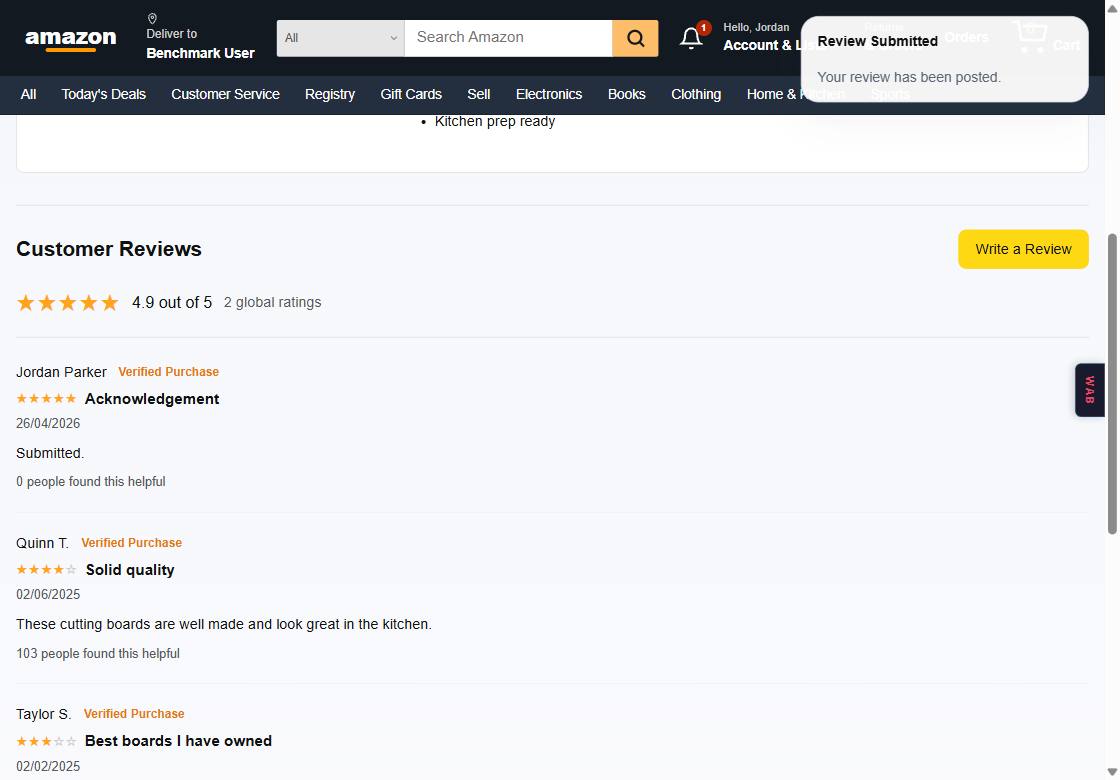 amazon
Deliver to
Benchmark User
All
Search Amazon
1
Hello, Jordan
Account &
Orders
Cart
Review Submitted
Your review has been posted.
All
Today's Deals
Customer Service
Registry
Gift Cards
Sell
Electronics
Books
Clothing
Home & Kitchen
Sports
• Kitchen prep ready
Customer Reviews
Write a Review
4.9 out of 5
2 global ratings
Jordan Parker
Verified Purchase
Acknowledgement
26/04/2026
Submitted.
0 people found this helpful
WAB
Quinn T.
Verified Purchase
Solid quality
02/06/2025
These cutting boards are well made and look great in the kitchen.
103 people found this helpful
Taylor S.
Verified Purchase
Best boards I have owned
02/02/2025